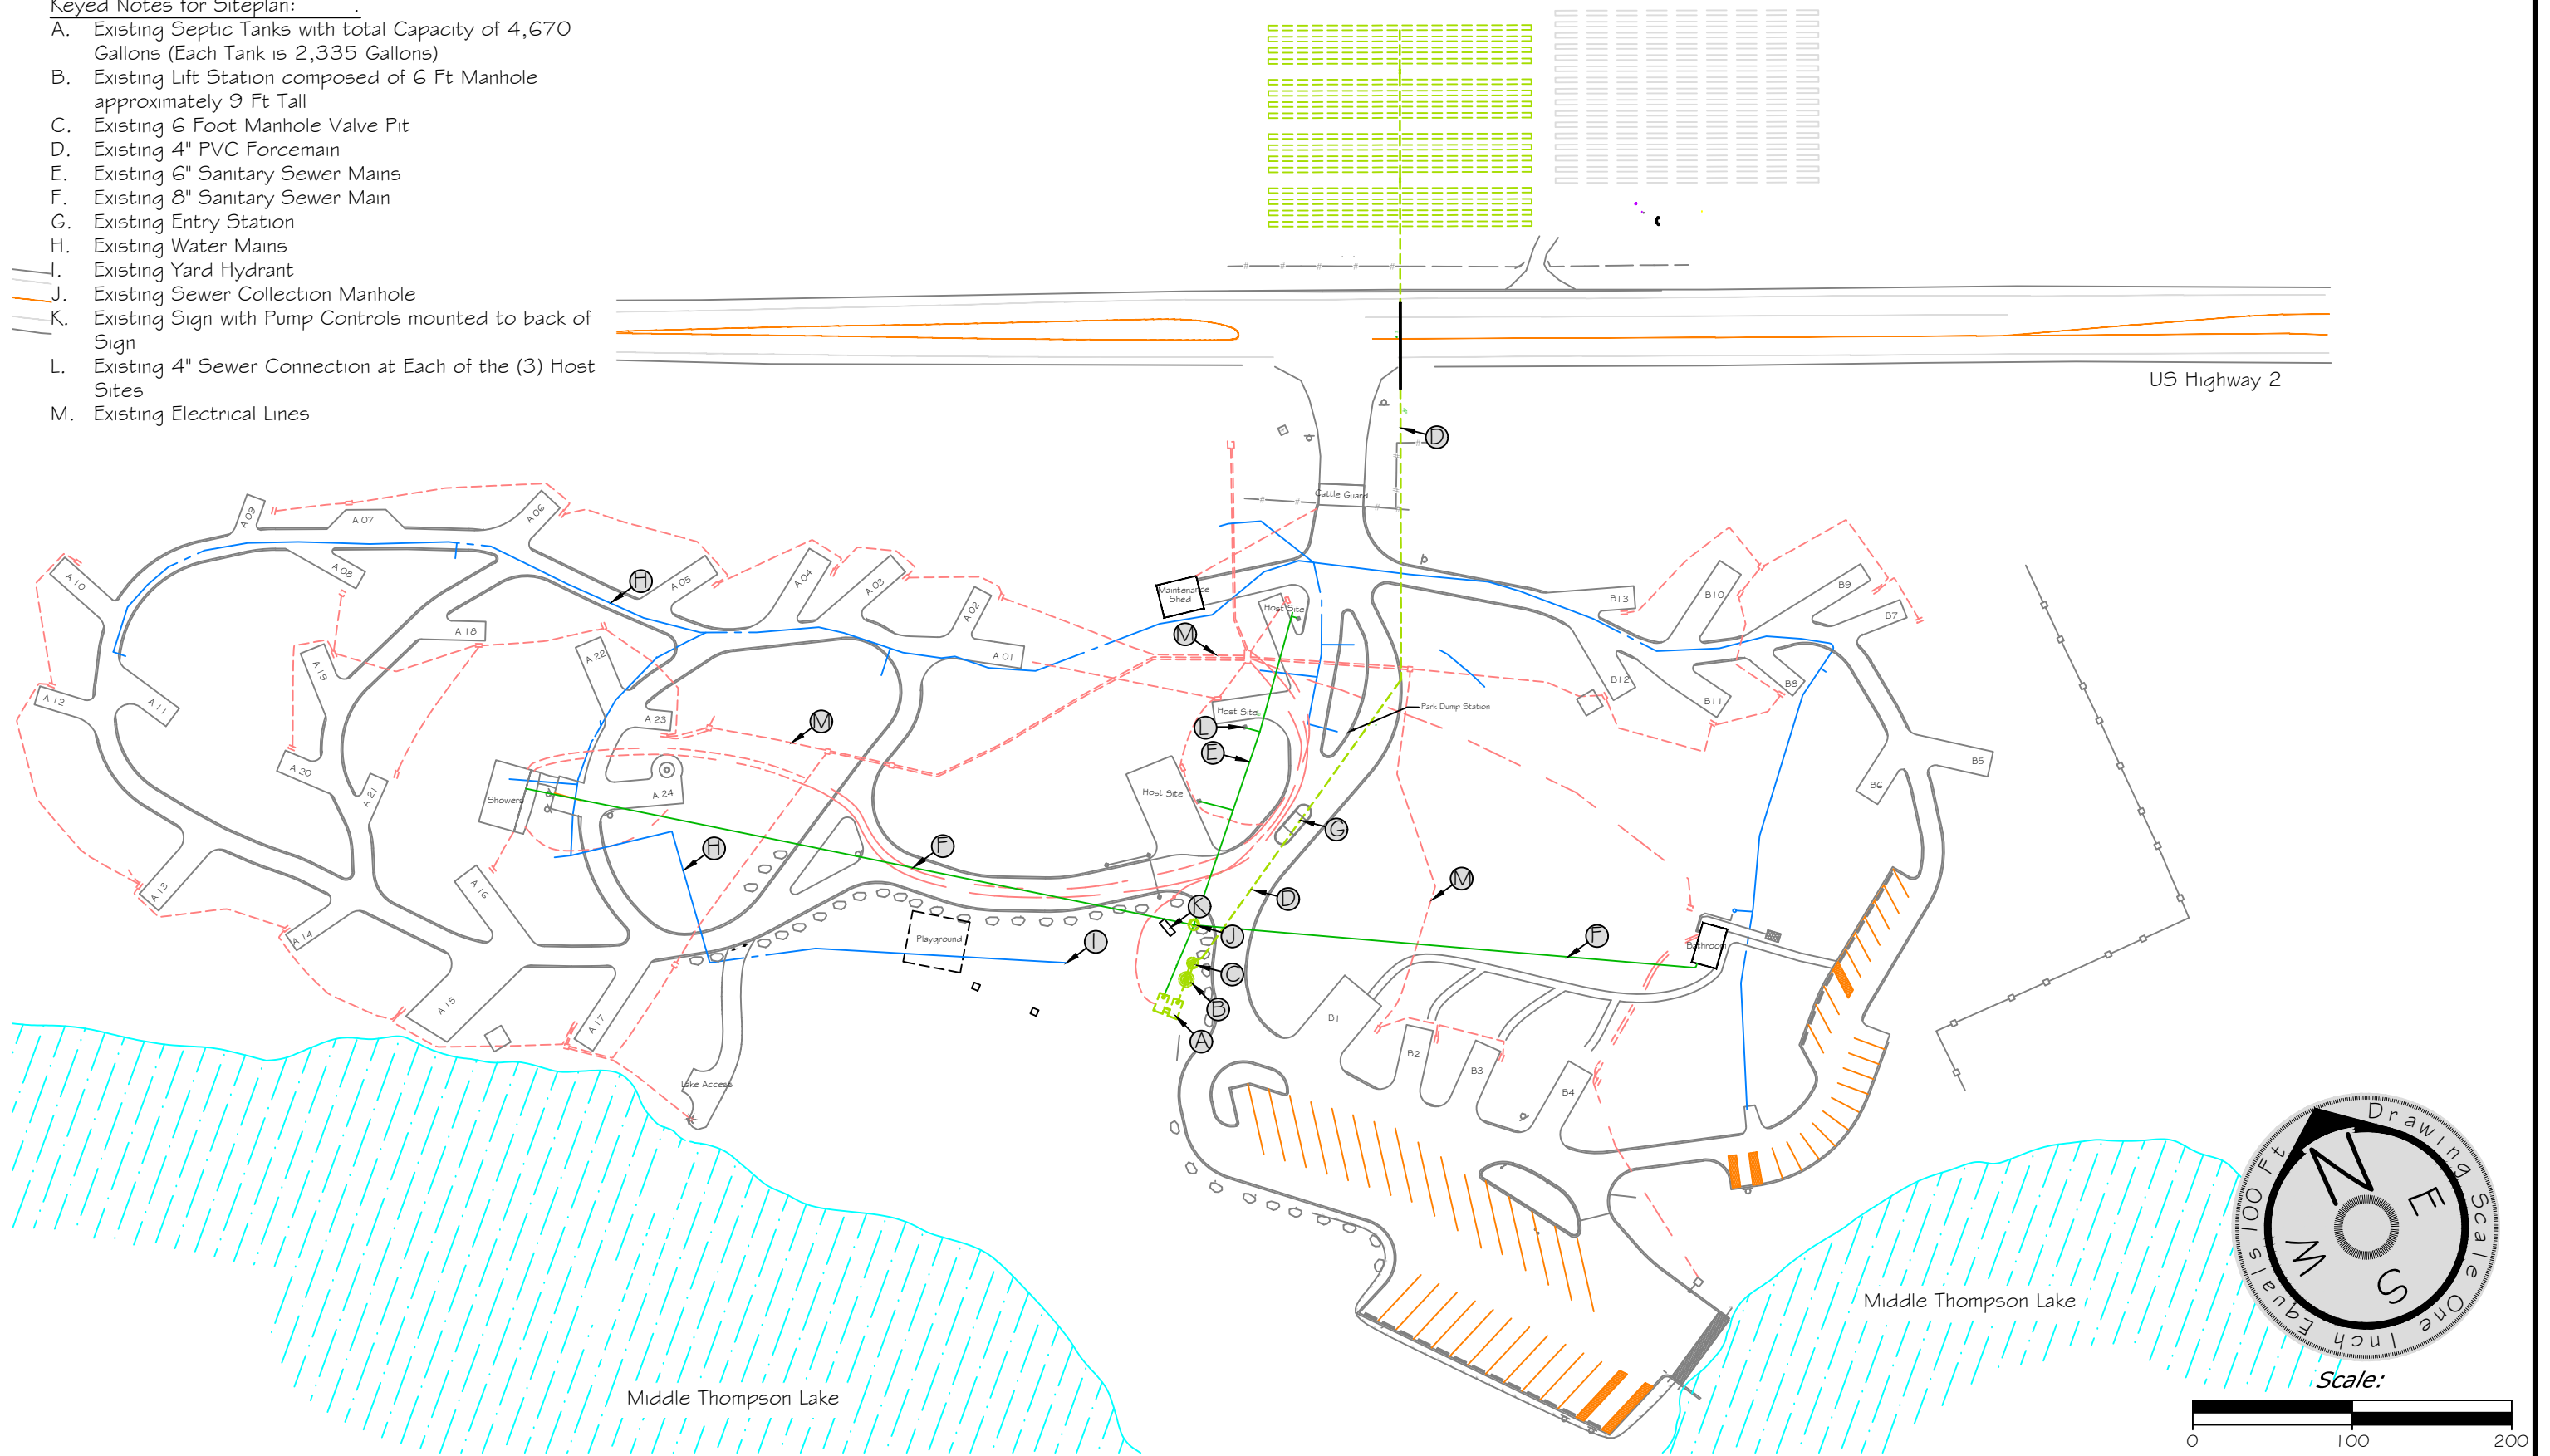 Keyed Notes for Siteplan: .
A. Existing Septic Tanks with total Capacity of 4,670
Gallons (Each Tank is 2,335 Gallons)
B. Existing Lift Station composed of 6 Ft Manhole
approximately 9 Ft Tall
C. Existing 6 Foot Manhole Valve Pit
D. Existing 4" PVC Forcemain
E. Existing 6" Sanitary Sewer Mains
F. Existing 8" Sanitary Sewer Main
G. Existing Entry Station
H. Existing Water Mains
I. Existing Yard Hydrant
J. Existing Sewer Collection Manhole
K. Existing Sign with Pump Controls mounted to back of
Sign
L. Existing 4" Sewer Connection at Each of the (3) Host
Sites
M. Existing Electrical Lines
US Highway 2
D
Cattle Guard
A 09
A 07
A 06
A 10
A 08
H
A 05
A 04
A 03
A 02
Maintenance
Shed
Host Site
M
B13
B10
B9
B7
A 18
A 22
A 01
A 19
A 12
A 11
A 23
M
L
Host Site
Park Dump Station
B12
B11
B8
E
B5
B6
A 20
A 21
Showers
A 24
Host Site
G
H
F
M
A 13
A 16
D
K
A 14
Playground
I
J
F
Bathroom
C
A 15
A 17
B
A
B1
B2
B3
B4
Lake Access
Drawing Scale One Inch Equals 100 Ft
N
E
S
W
Middle Thompson Lake
Middle Thompson Lake
Scale:
0 100 200